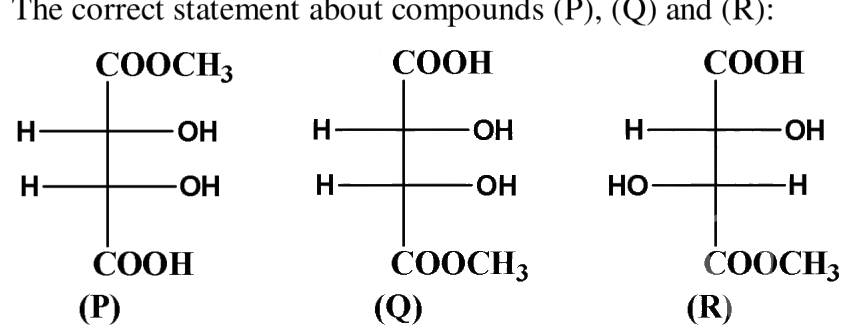 The correct statement about compounds (P), (Q) and (R):
COOCH3 COOH COOH
H OH H OH H OH
H OH H OH HO H
COOH COOCH3 COOCH3
(P) (Q) (R)